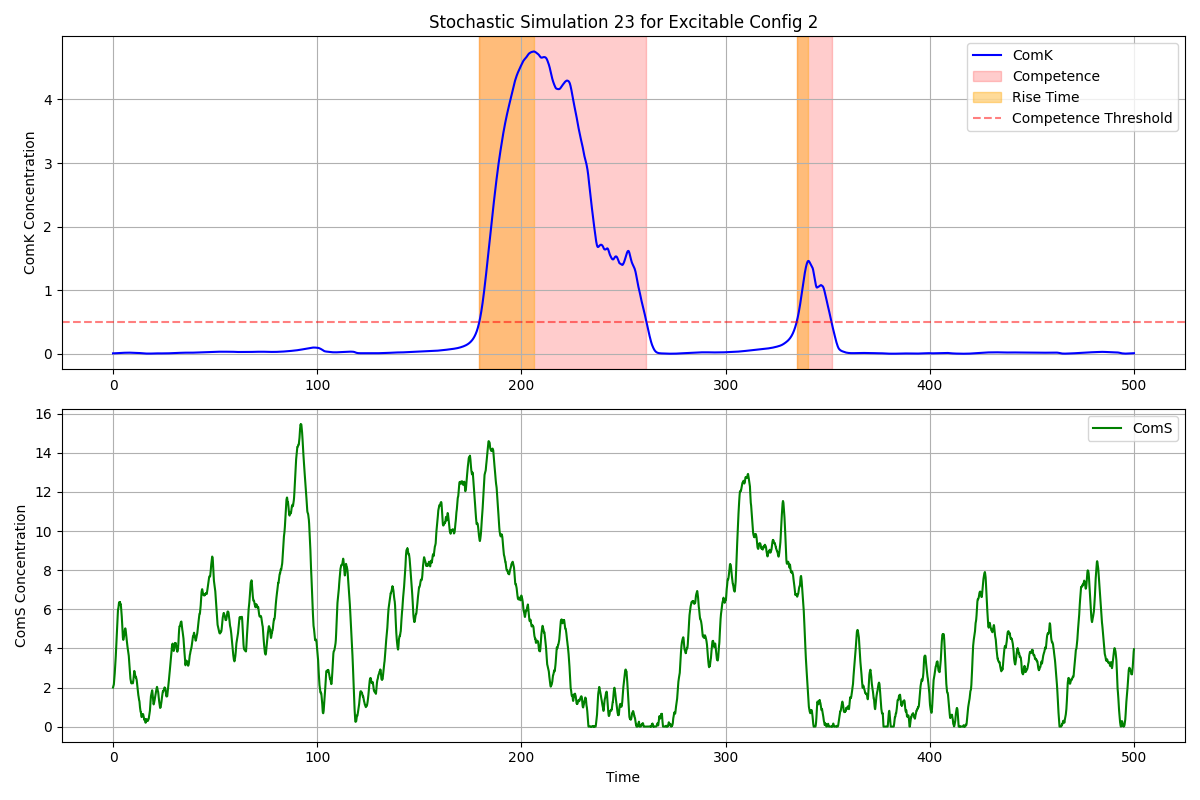 Stochastic Simulation 23 for Excitable Config 2
ComK Concentration
4
3
2
1
0
ComK
Competence
Rise Time
Competence Threshold
0 100 200 300 400 500
ComS Concentration
16
14
12
10
8
6
4
2
0
ComS
0 100 200 300 400 500
Time